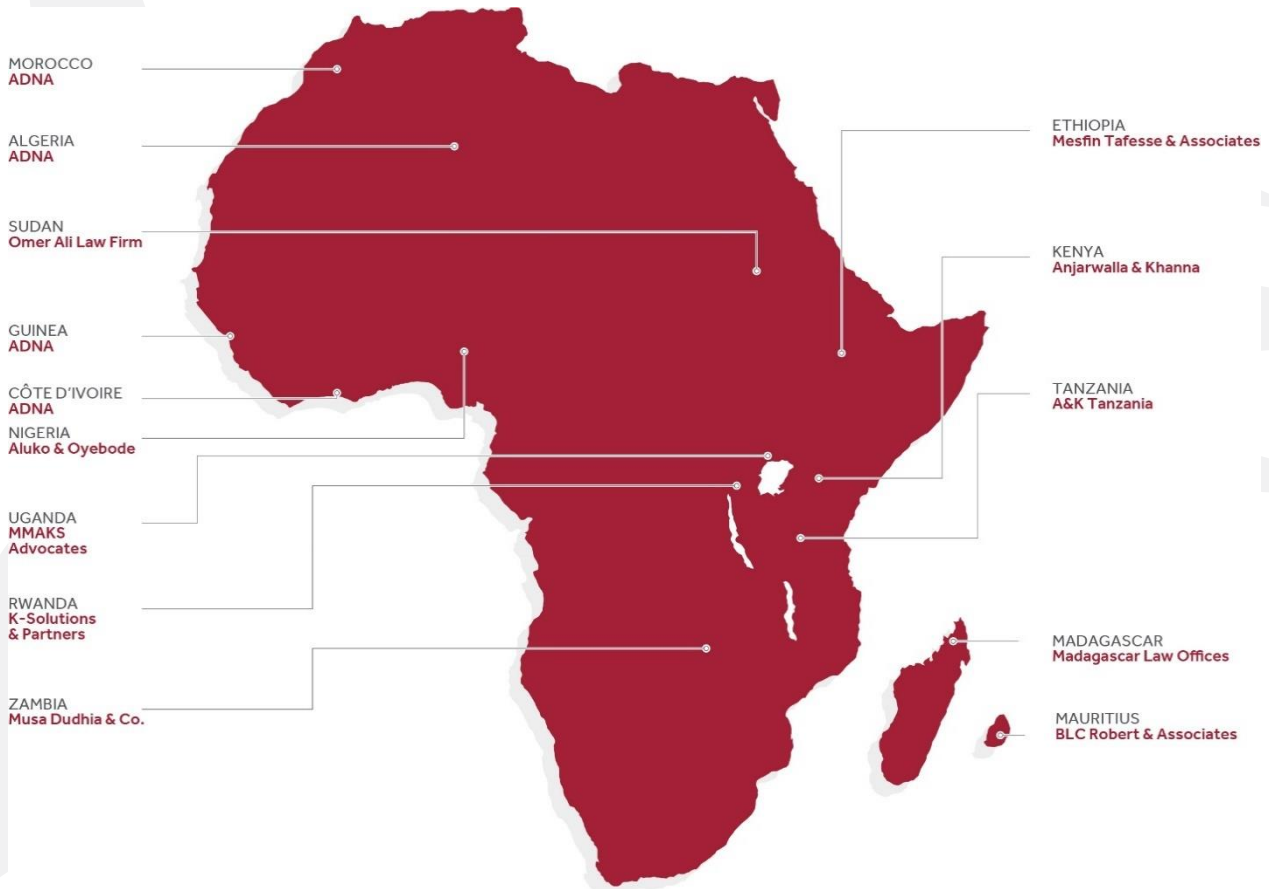 MOROCCO
ADNA
ALGERIA
ADNA
SUDAN
Omer Ali Law Firm
GUINEA
ADNA
CÔTE D'IVOIRE
ADNA
NIGERIA
Aluko & Oyebode
UGANDA
MMAKS
Advocates
RWANDA
K-Solutions
& Partners
ZAMBIA
Musa Dudhia & Co.
ETHIOPIA
Mesfin Tafesse & Associates
KENYA
Anjarwalla & Khanna
TANZANIA
A&K Tanzania
MADAGASCAR
Madagascar Law Offices
MAURITIUS
BLC Robert & Associates